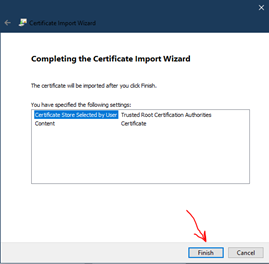 Certificate Import Wizard
Completing the Certificate Import Wizard
The certificate will be imported after you click Finish.
You have specified the following settings:
Certificate Store Selected by User Trusted Root Certification Authorities
Content Certificate
Finish Cancel